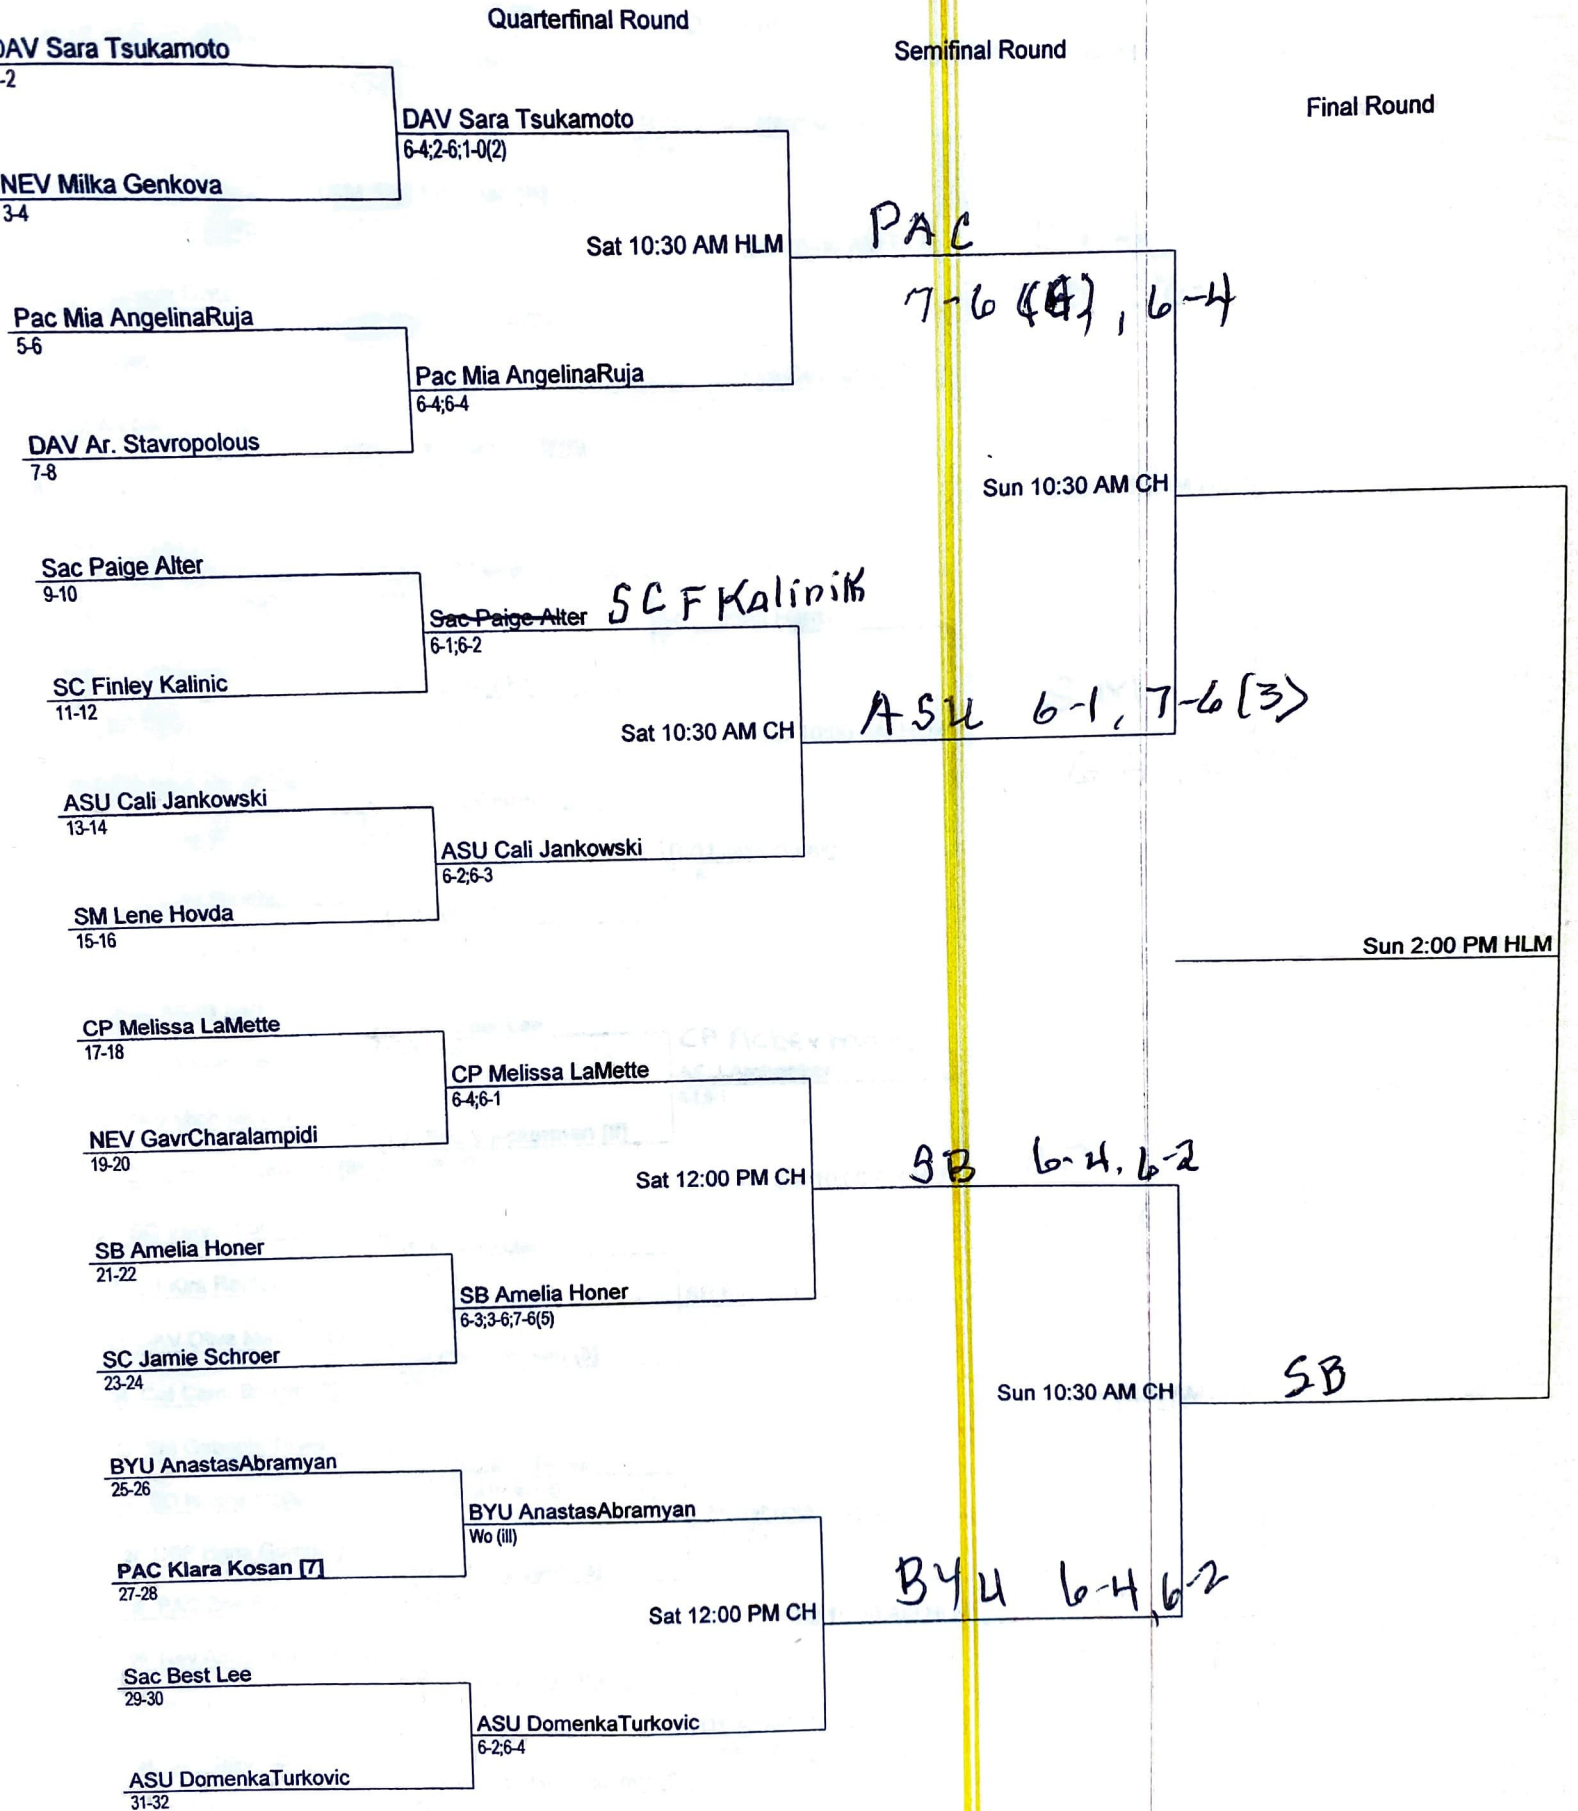 Quarterfinal Round
Semifinal Round
Final Round
DAV Sara Tsukamoto
-2
DAV Sara Tsukamoto
6-4;2-6;1-0(2)
NEV Milka Genkova
3-4
PAC
Sat 10:30 AM HLM
7-6 , 6-4
Pac Mia AngelinaRuja
5-6
Pac Mia AngelinaRuja
6-4;6-4
DAV Ar. Stavropolous
7-8
Sun 10:30 AM CH
Sac Paige Alter
9-10
Sac Paige Alter SC F Kalinik
6-1;6-2
SC Finley Kalinic
11-12
ASU 6-1, 7-6 (3)
Sat 10:30 AM CH
ASU Cali Jankowski
13-14
ASU Cali Jankowski
6-2;6-3
SM Lene Hovda
15-16
Sun 2:00 PM HLM
CP Melissa LaMette
17-18
CP Melissa LaMette
6-4;6-1
NEV GavrCharalampidi
19-20
SB 6-4, 6-2
Sat 12:00 PM CH
SB Amelia Honer
21-22
SB Amelia Honer
6-3;3-6;7-6(5)
SC Jamie Schroer
23-24
SB
Sun 10:30 AM CH
BYU AnastasAbramyan
25-26
BYU AnastasAbramyan
Wo (ill)
PAC Klara Kosan [7]
27-28
BYU 6-4, 6-2
Sat 12:00 PM CH
Sac Best Lee
29-30
ASU DomenkaTurkovic
6-2;6-4
ASU DomenkaTurkovic
31-32